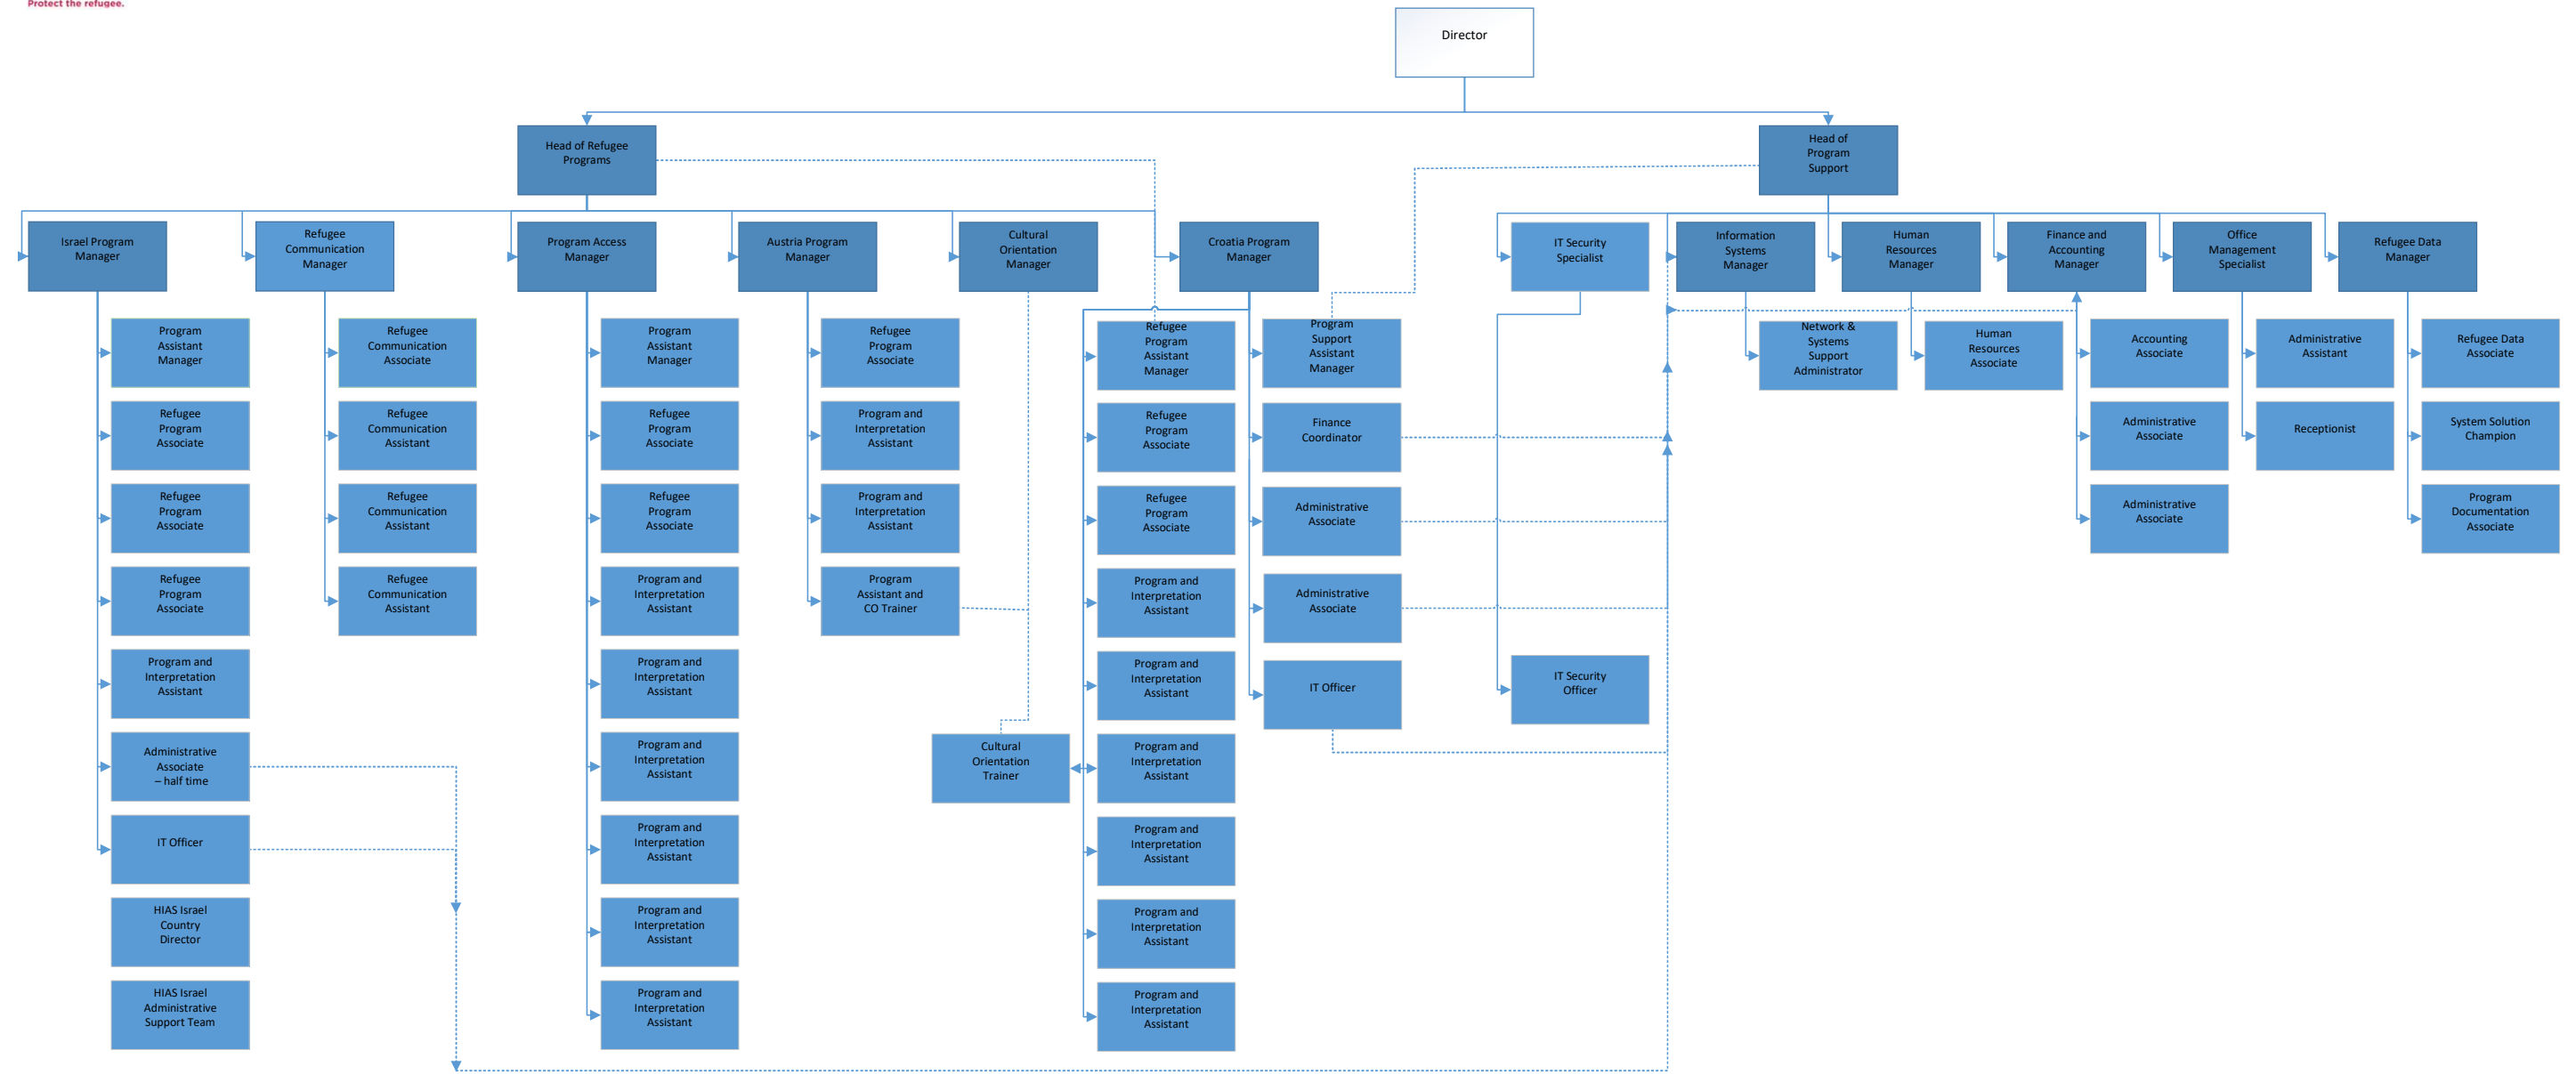 Protect the refugee.
Director
Head of Refugee
Programs
Head of
Program
Support
Israel Program
Manager
Refugee
Communication
Manager
Program Access
Manager
Austria Program
Manager
Cultural
Orientation
Manager
Croatia Program
Manager
IT Security
Specialist
Information
Systems
Manager
Human
Resources
Manager
Finance and
Accounting
Manager
Office
Management
Specialist
Refugee Data
Manager
Program
Assistant
Manager
Refugee
Program
Associate
Refugee
Program
Associate
Refugee
Program
Associate
Program and
Interpretation
Assistant
Administrative
Associate
– half time
IT Officer
HIAS Israel
Country
Director
HIAS Israel
Administrative
Support Team
Refugee
Communication
Associate
Refugee
Communication
Assistant
Refugee
Communication
Assistant
Refugee
Communication
Assistant
Program
Assistant
Manager
Refugee
Program
Associate
Refugee
Program
Associate
Program and
Interpretation
Assistant
Program and
Interpretation
Assistant
Program and
Interpretation
Assistant
Program and
Interpretation
Assistant
Program and
Interpretation
Assistant
Program and
Interpretation
Assistant
Refugee
Program
Associate
Program and
Interpretation
Assistant
Program and
Interpretation
Assistant
Program
Assistant and
CO Trainer
Cultural
Orientation
Trainer
Refugee
Program
Assistant
Manager
Refugee
Program
Associate
Refugee
Program
Associate
Program and
Interpretation
Assistant
Program and
Interpretation
Assistant
Program and
Interpretation
Assistant
Program and
Interpretation
Assistant
Program and
Interpretation
Assistant
Program and
Interpretation
Assistant
Program
Support
Assistant
Manager
Finance
Coordinator
Administrative
Associate
Administrative
Associate
IT Officer
IT Security
Officer
Network &
Systems
Support
Administrator
Human
Resources
Associate
Accounting
Associate
Administrative
Associate
Administrative
Associate
Administrative
Assistant
Receptionist
Refugee Data
Associate
System Solution
Champion
Program
Documentation
Associate